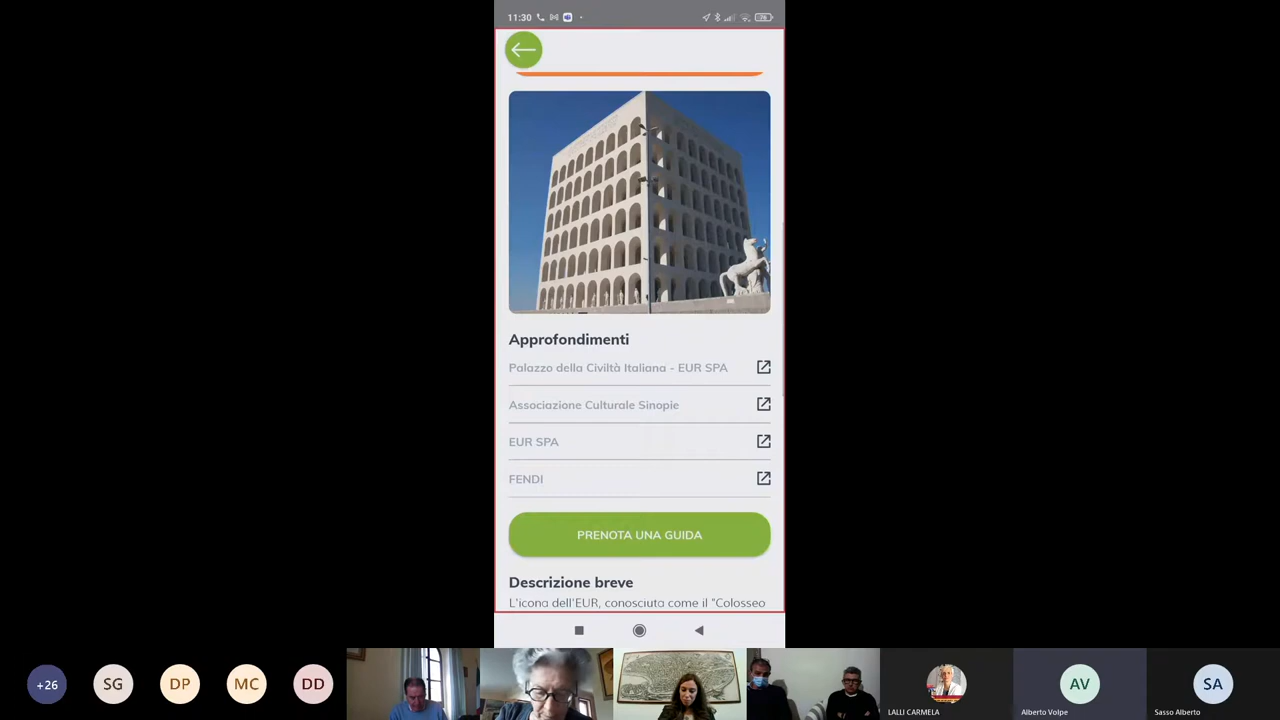 11:30
76
Approfondimenti
Palazzo della Civiltà Italiana - EUR SPA
Associazione Culturale Sinopie
EUR SPA
FENDI
PRENOTA UNA GUIDA
Descrizione breve
L'icona dell'EUR, conosciuta come il "Colosseo
+26
SG
DP
MC
DD
LALLI CARMELA
AV
Alberto Volpe
SA
Sasso Alberto